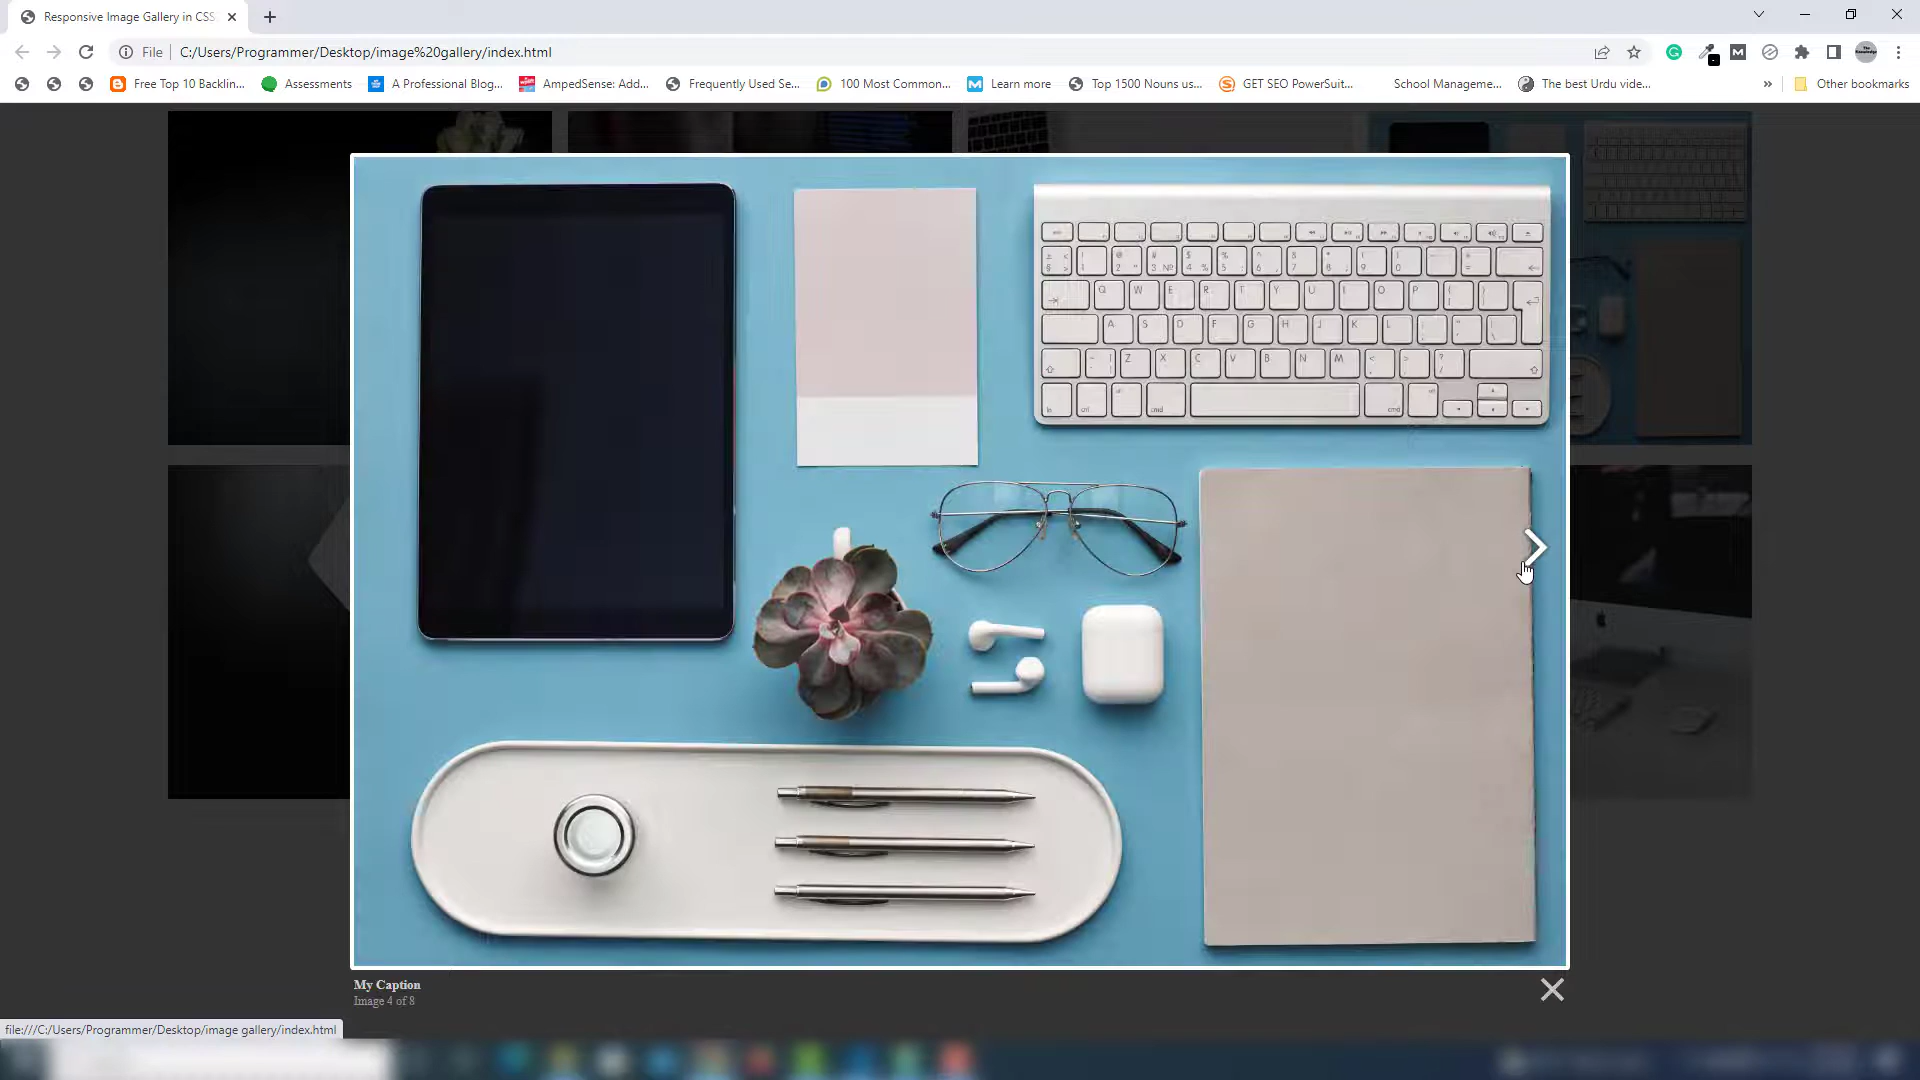 Responsive Image Gallery in CSS
File C:/Users/Programmer/Desktop/image%20gallery/index.html
Free Top 10 Backlin... Assessments A Professional Blog... AmpedSense: Add... Frequently Used Se... 100 Most Common... Learn more Top 1500 Nouns us... GET SEO PowerSuit... School Manageme... The best Urdu vide... » Other bookmarks
Q W E R T Y U I O P
A S D F G H J K L
Z X C V B N M
cmd cmd
My Caption
Image 4 of 8
file:///C:/Users/Programmer/Desktop/image gallery/index.html